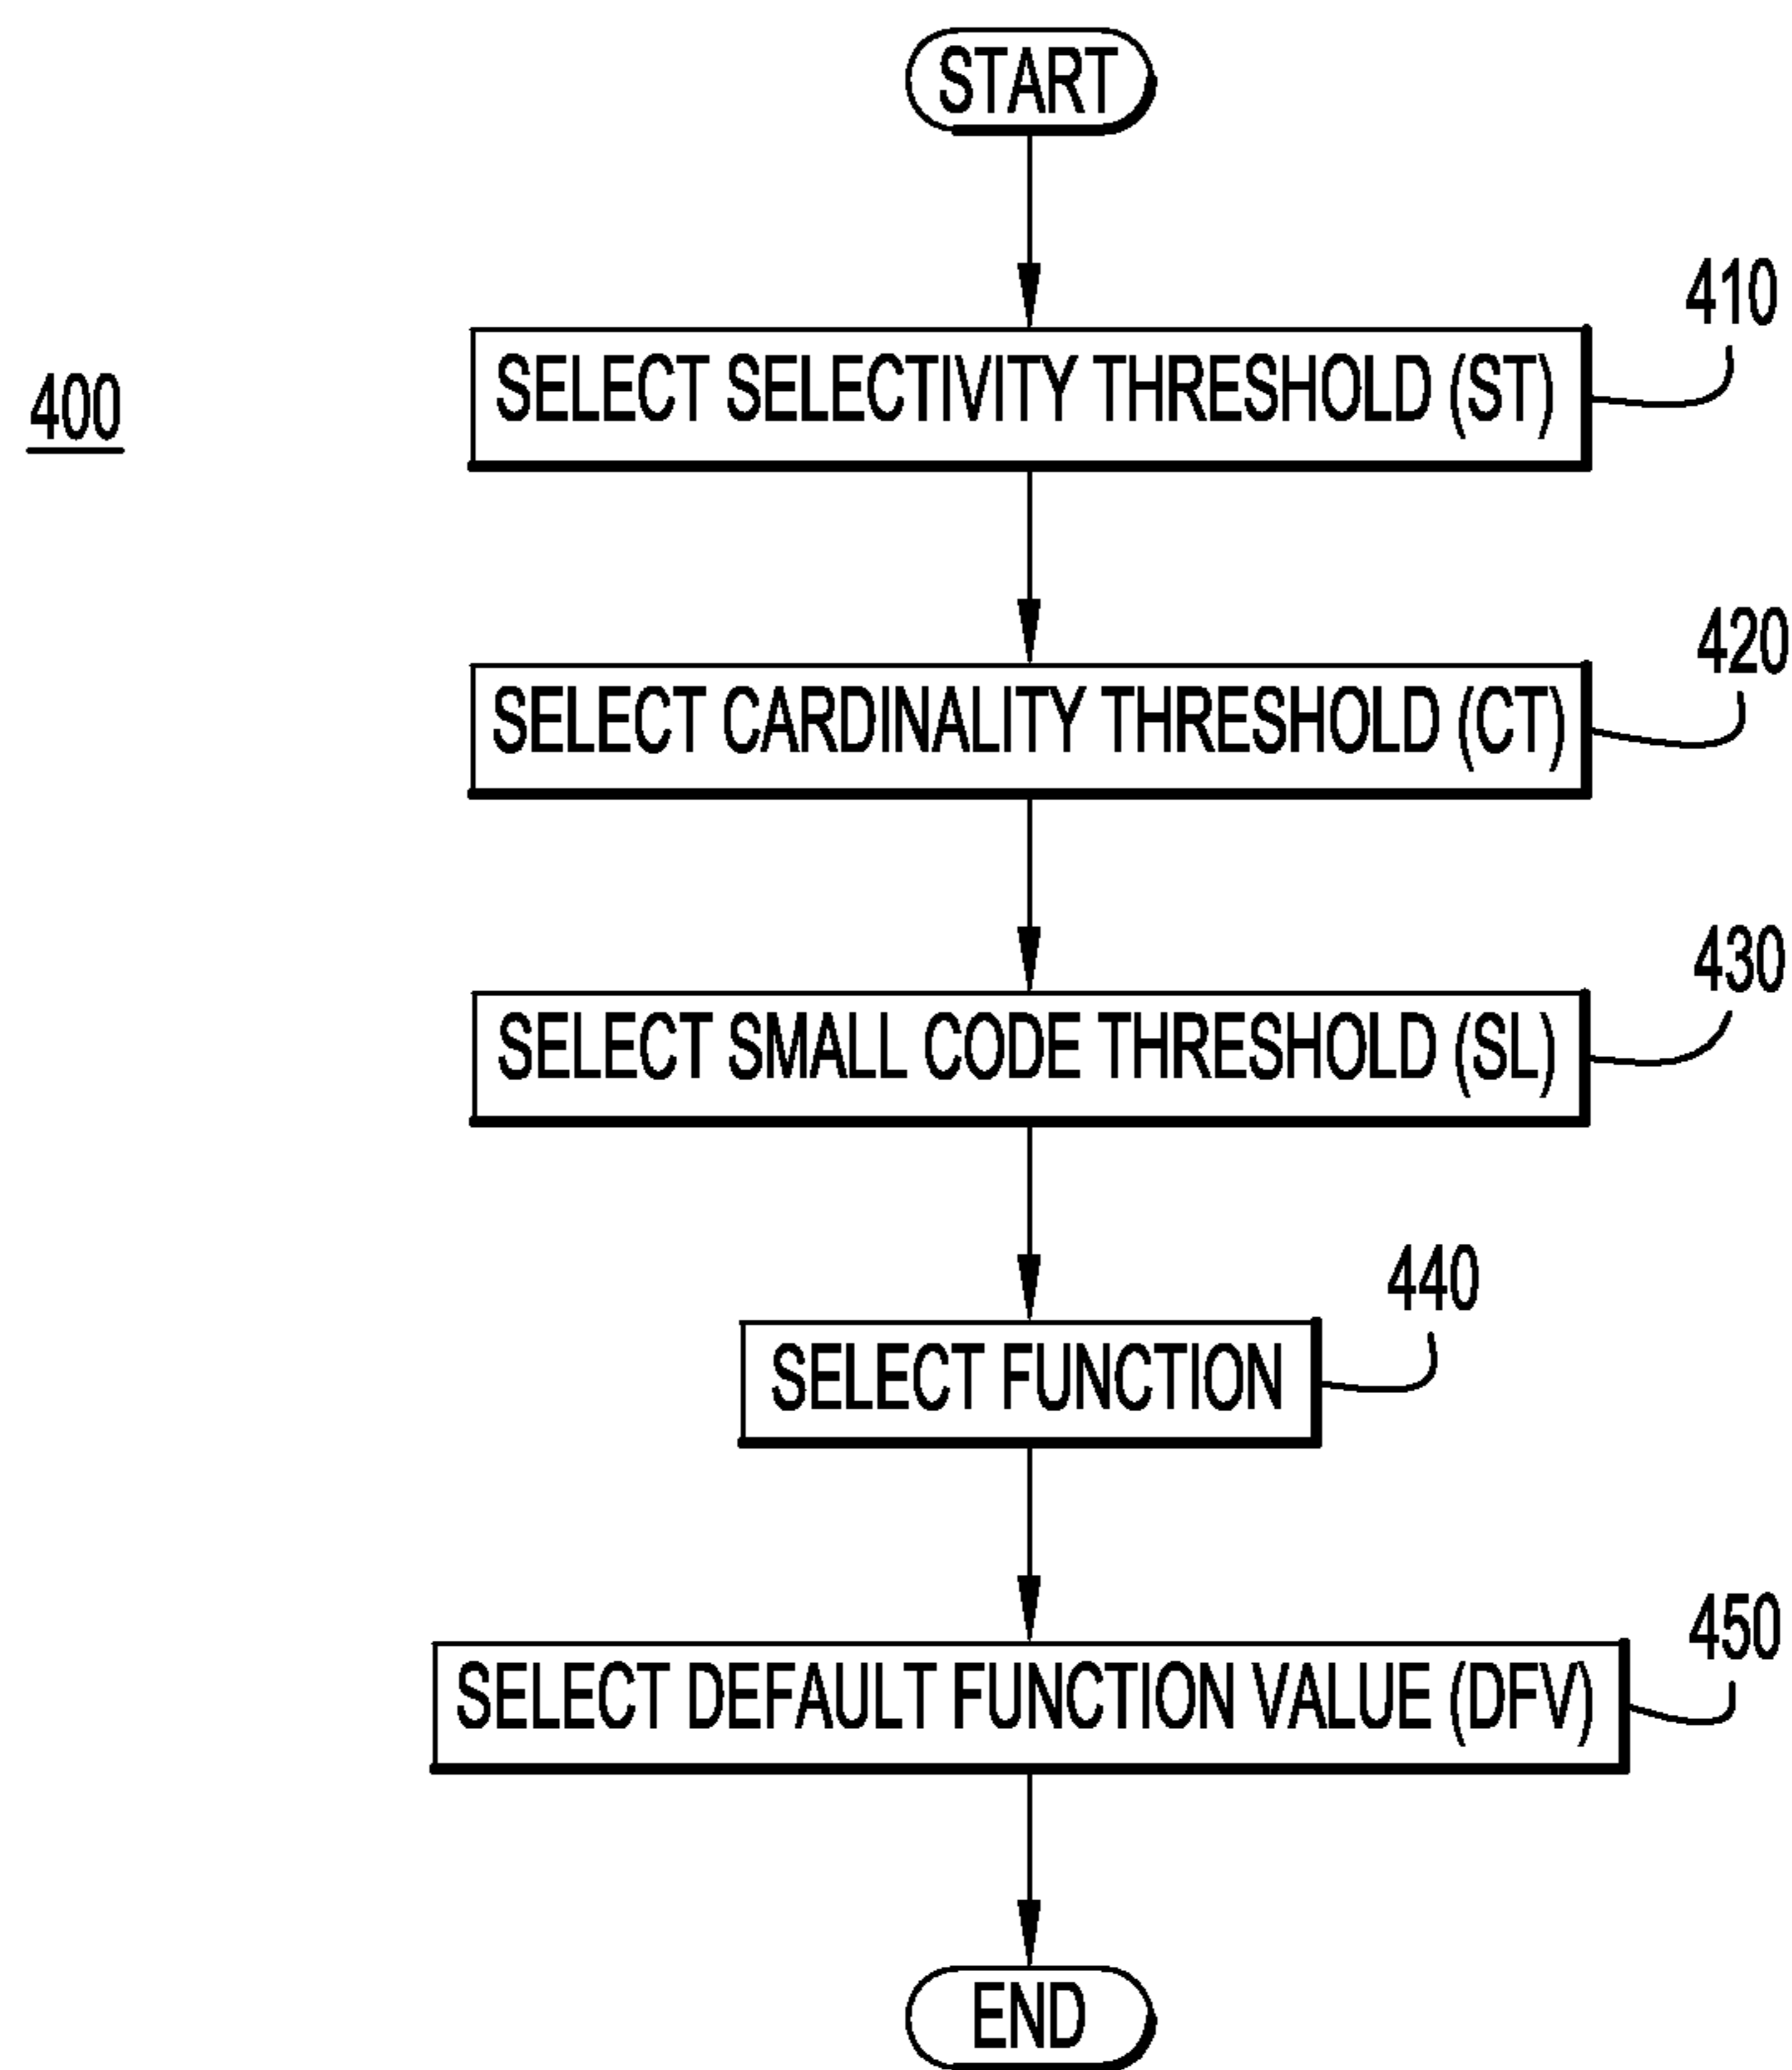 START
410
SELECT SELECTIVITY THRESHOLD (ST)
400
420
SELECT CARDINALITY THRESHOLD (CT)
430
SELECT SMALL CODE THRESHOLD (SL)
440
SELECT FUNCTION
450
SELECT DEFAULT FUNCTION VALUE (DFV)
END